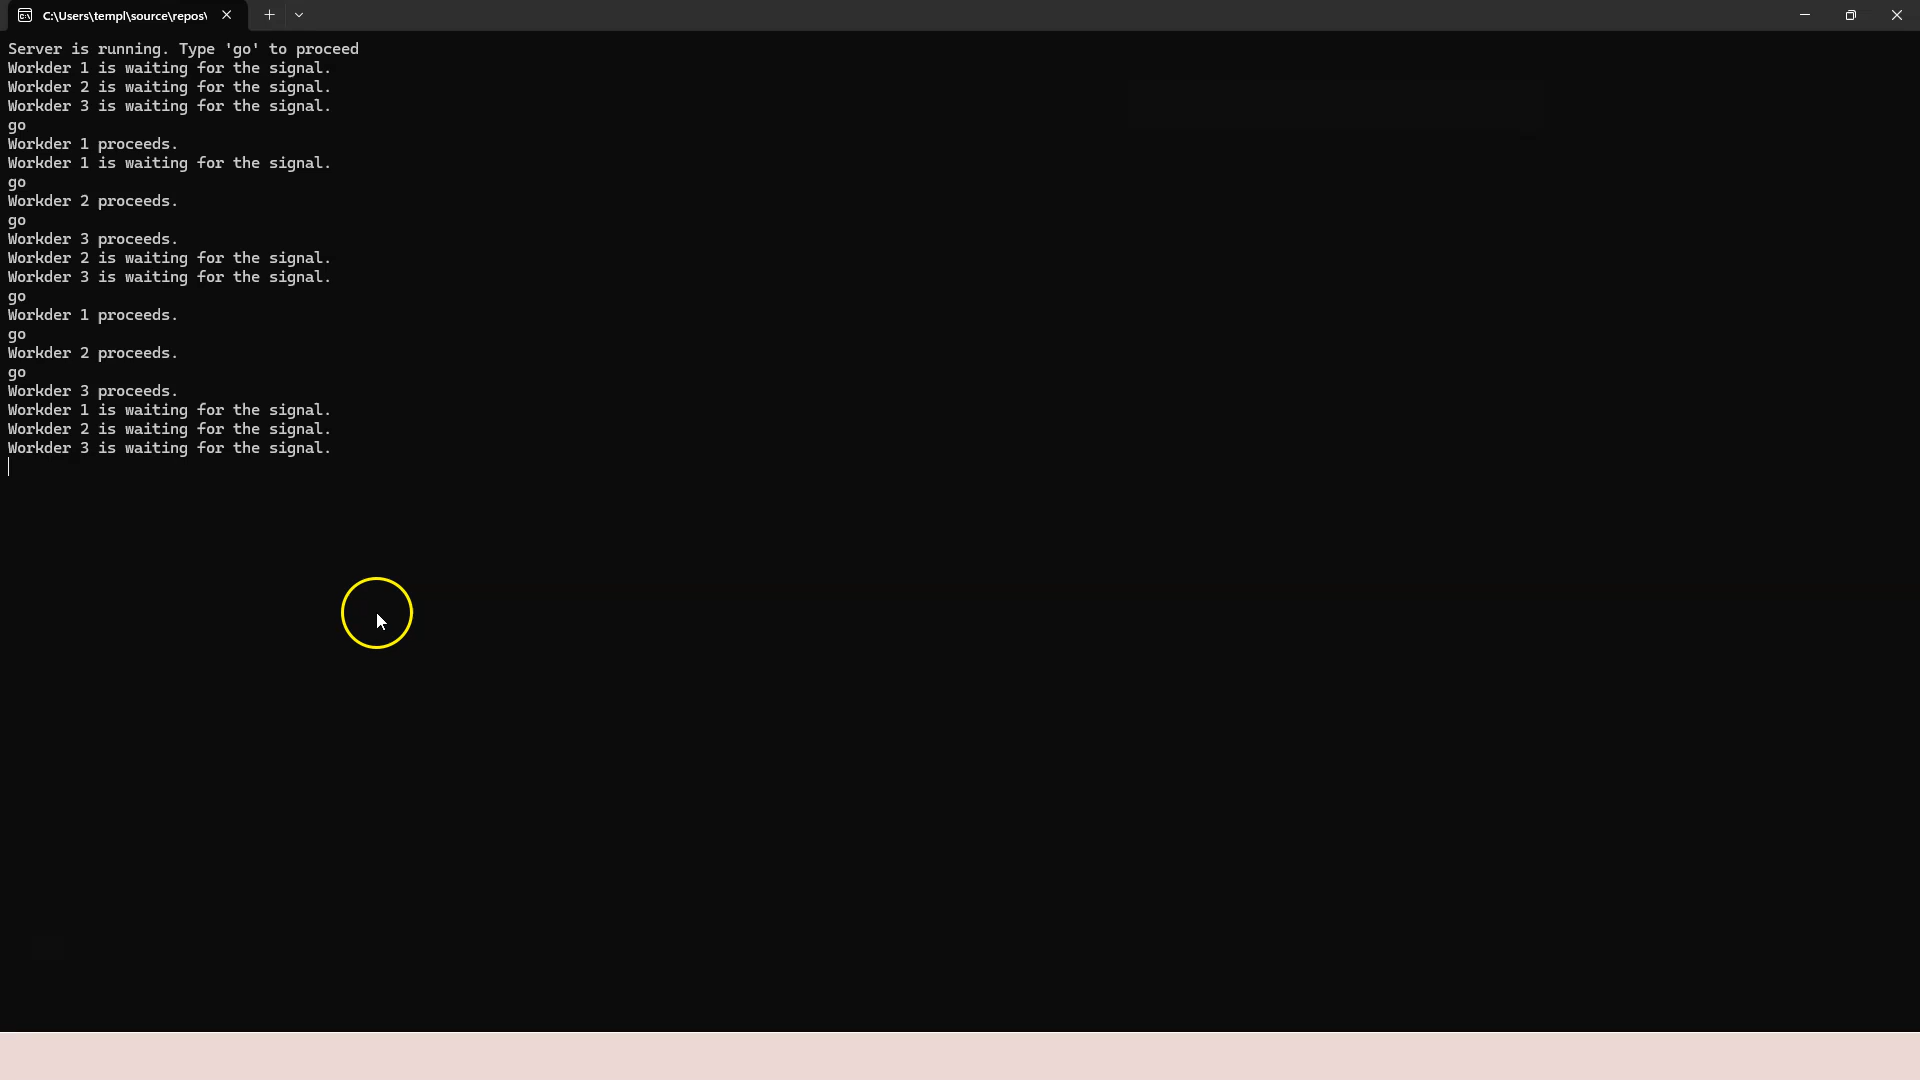 C:\Users\templ\source\repos\
Server is running. Type 'go' to proceed
Workder 1 is waiting for the signal.
Workder 2 is waiting for the signal.
Workder 3 is waiting for the signal.
go
Workder 1 proceeds.
Workder 1 is waiting for the signal.
go
Workder 2 proceeds.
go
Workder 3 proceeds.
Workder 2 is waiting for the signal.
Workder 3 is waiting for the signal.
go
Workder 1 proceeds.
go
Workder 2 proceeds.
go
Workder 3 proceeds.
Workder 1 is waiting for the signal.
Workder 2 is waiting for the signal.
Workder 3 is waiting for the signal.